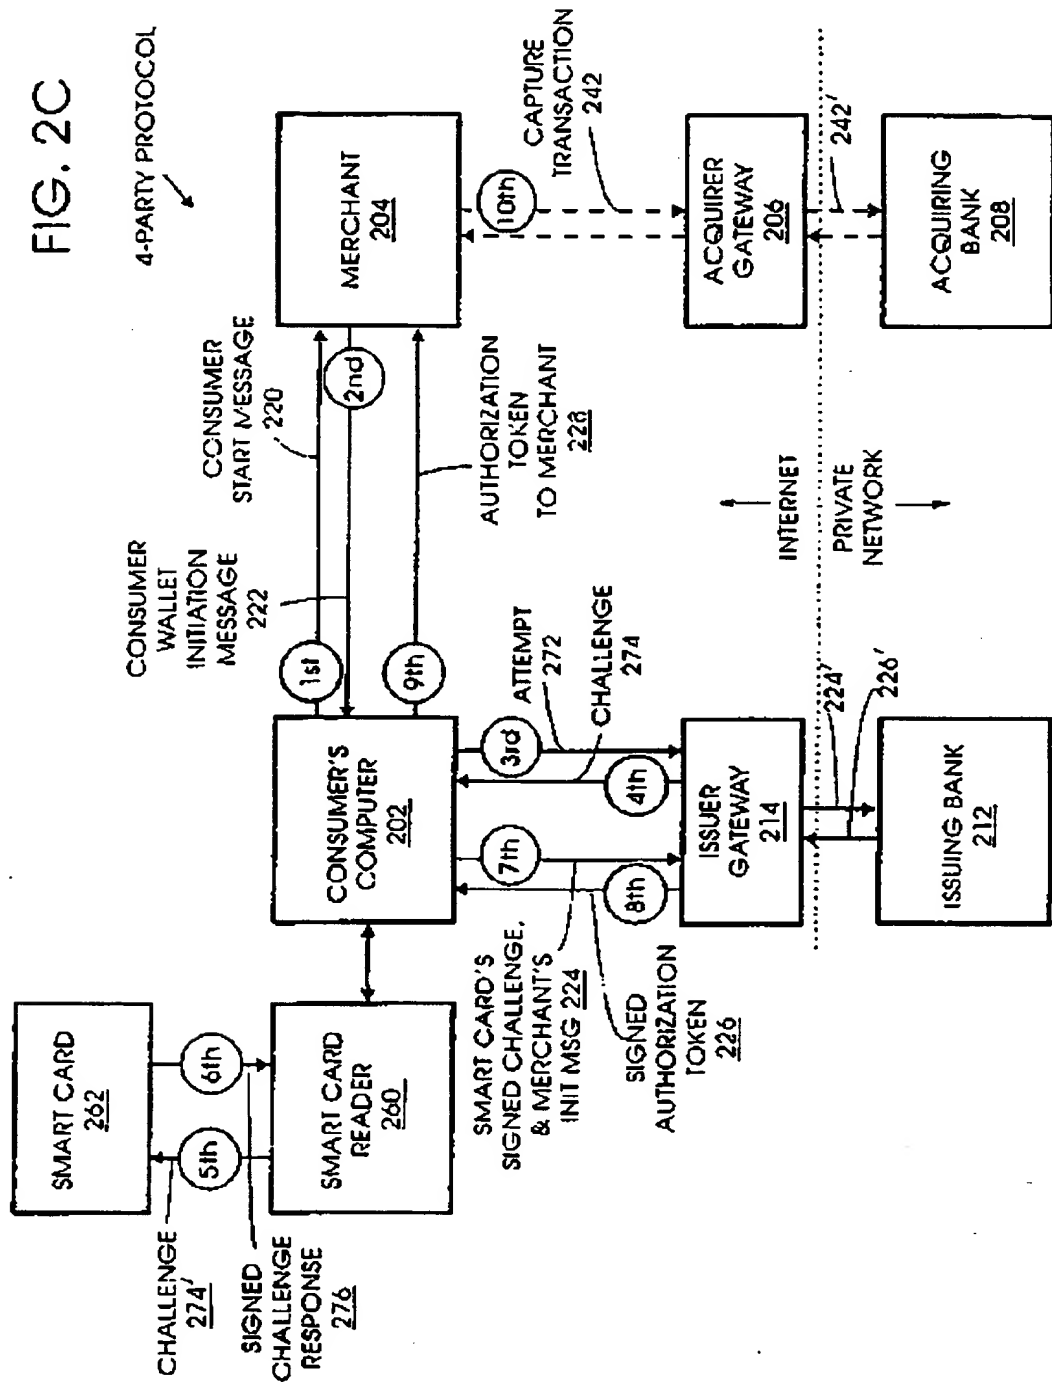 FIG. 2C
4-PARTY PROTOCOL
SMART CARD
262
CHALLENGE
274'
5th
6th
SIGNED
CHALLENGE
RESPONSE
276
SMART CARD
READER
260
CONSUMER'S
COMPUTER
202
CONSUMER
WALLET
INITIATION
MESSAGE
222
CONSUMER
START MESSAGE
220
1st
2nd
9th
AUTHORIZATION
TOKEN
TO MERCHANT
228
MERCHANT
204
10th
CAPTURE
TRANSACTION
242
SMART CARD'S
SIGNED CHALLENGE,
& MERCHANT'S
INIT MSG 224
SIGNED
AUTHORIZATION
TOKEN
226
7th
8th
3rd
4th
ATTEMPT
272
CHALLENGE
274
ISSUER
GATEWAY
214
ACQUIRER
GATEWAY
206
INTERNET
PRIVATE
NETWORK
224'
226'
242'
ISSUING BANK
212
ACQUIRING
BANK
208